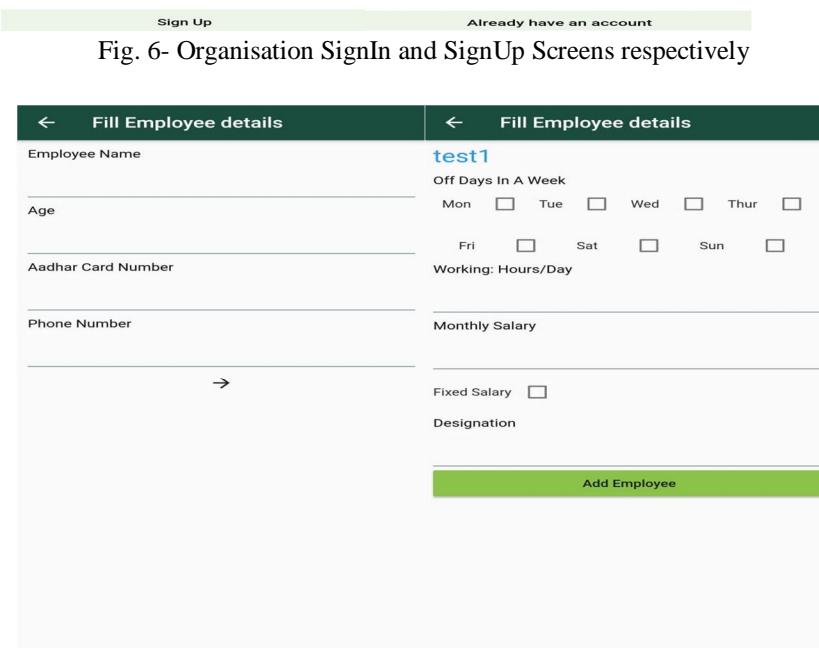 Sign Up
Already have an account
Fig. 6- Organisation SignIn and SignUp Screens respectively
Fill Employee details
Employee Name
Age
Aadhar Card Number
Phone Number
Fill Employee details
test1
Off Days In A Week
Mon Tue Wed Thur
Fri Sat Sun
Working: Hours/Day
Monthly Salary
Fixed Salary
Designation
Add Employee